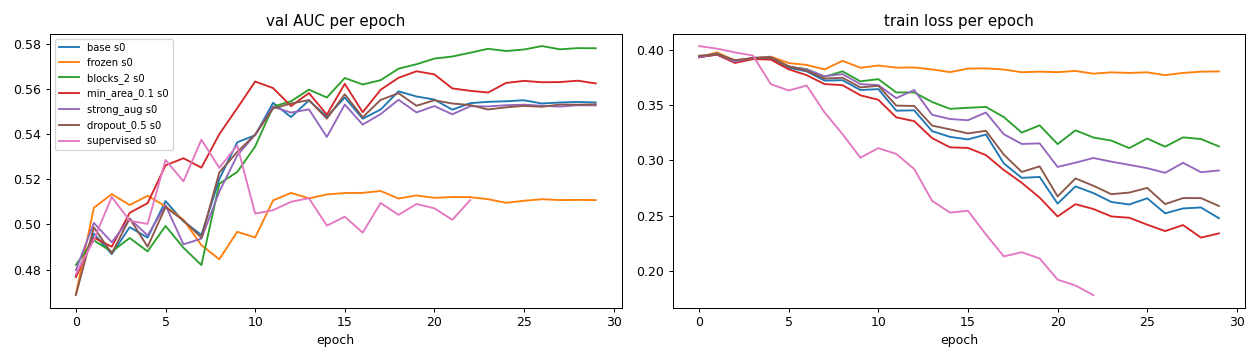 val AUC per epoch
0.58
0.56
0.54
0.52
0.50
0.48
base s0
frozen s0
blocks_2 s0
min_area_0.1 s0
strong_aug s0
dropout_0.5 s0
supervised s0
0 5 10 15 20 25 30
epoch
train loss per epoch
0.40
0.35
0.30
0.25
0.20
0 5 10 15 20 25 30
epoch